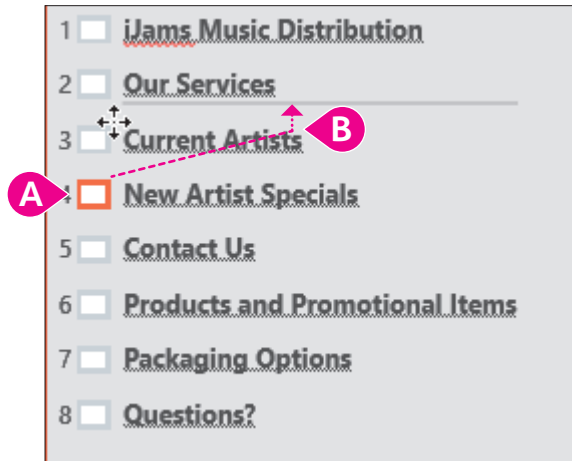 1 iJams Music Distribution
2 Our Services
B
3 Current Artists
A 4 New Artist Specials
5 Contact Us
6 Products and Promotional Items
7 Packaging Options
8 Questions?